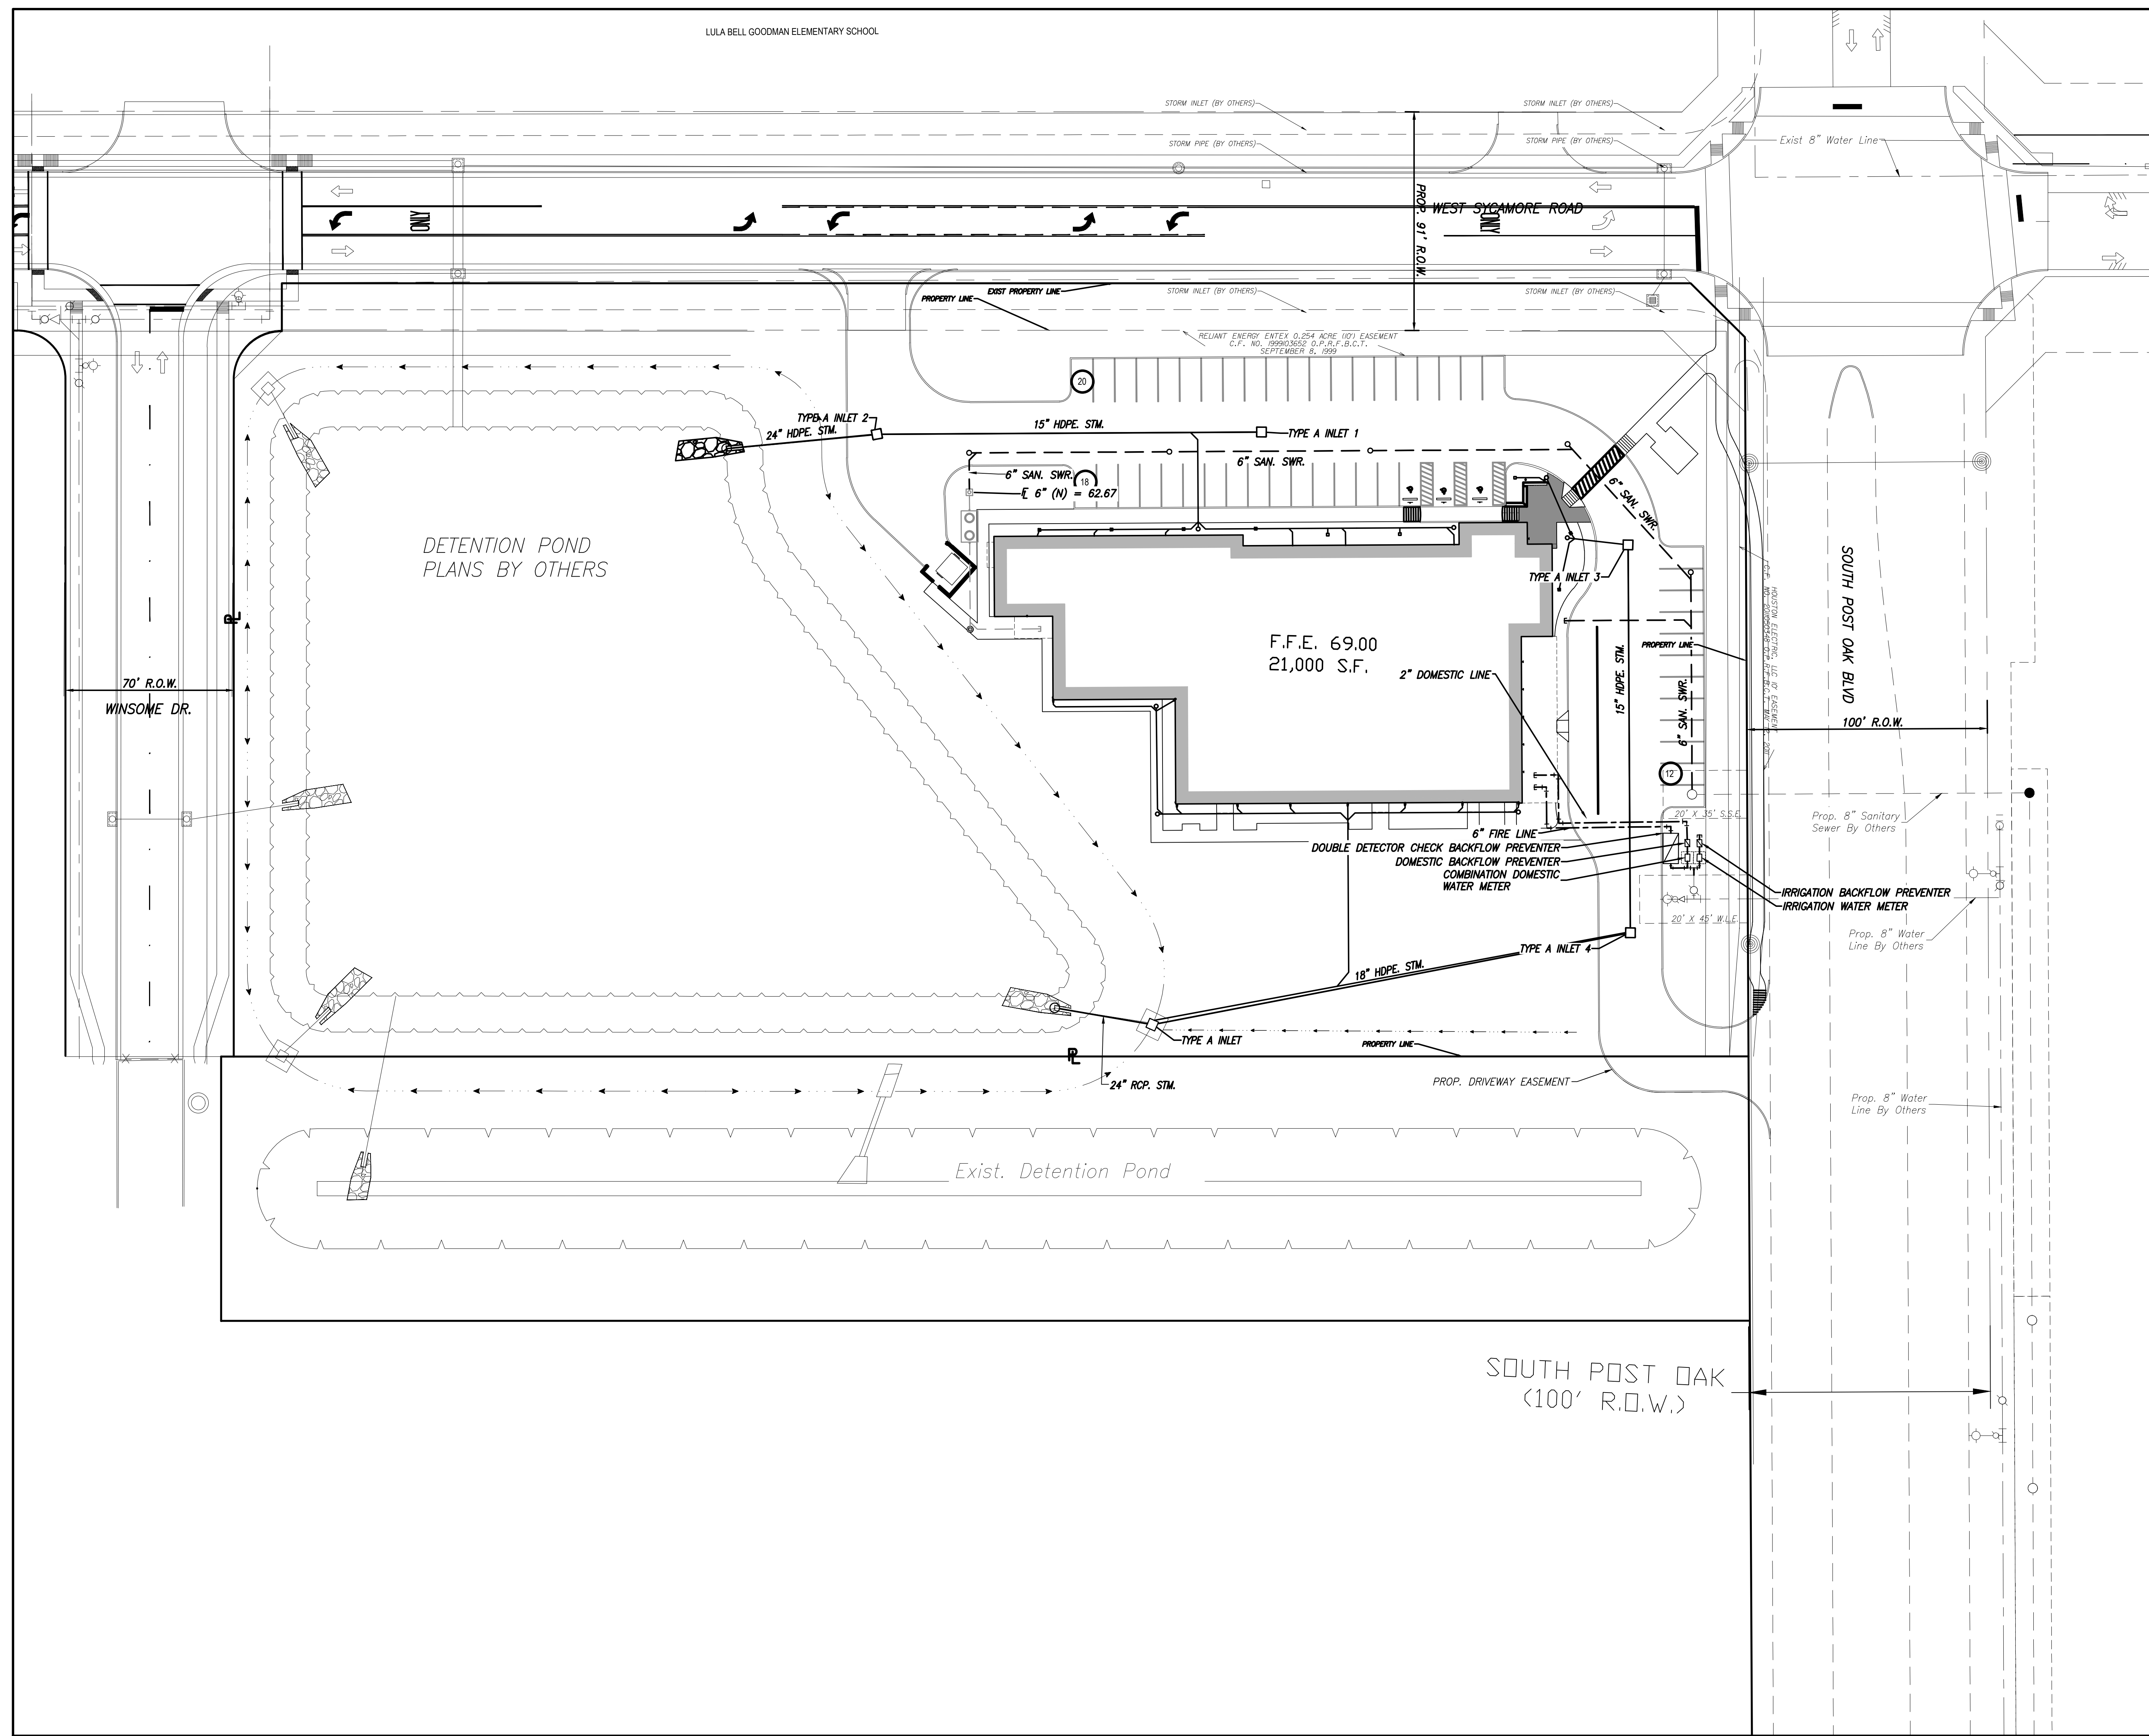 LULA BELL GOODMAN ELEMENTARY SCHOOL
STORM INLET (BY OTHERS)
STORM INLET (BY OTHERS)
STORM PIPE (BY OTHERS)
STORM PIPE (BY OTHERS)
Exist 8" Water Line
ONLY
PROP. 91' R.O.W.
WEST SYCAMORE ROAD
ONLY
EXIST PROPERTY LINE
PROPERTY LINE
STORM INLET (BY OTHERS)
STORM INLET (BY OTHERS)
RELIANT ENERGY ENTEX 0.254 ACRE (10') EASEMENT
C.F. NO. 1999103652 O.P.R.F.B.C.T.
SEPTEMBER 8, 1999
20
TYPE A INLET 2
24" HDPE. STM.
15" HDPE. STM.
TYPE A INLET 1
6" SAN. SWR.
6" SAN. SWR.
18
6" (N) = 62.67
6" SAN. SWR.
DETENTION POND
PLANS BY OTHERS
TYPE A INLET 3
F.F.E. 69.00
21,000 S.F.
2" DOMESTIC LINE
15" HDPE. STM.
6" SAN. SWR.
PROPERTY LINE
HOUSTON ELECTRIC, LLC 10' EASEMENT
SOUTH POST OAK BLVD
100' R.O.W.
PL
70' R.O.W.
WINSOME DR.
12
20' X 35' S.S.E.
Prop. 8" Sanitary
Sewer By Others
6" FIRE LINE
DOUBLE DETECTOR CHECK BACKFLOW PREVENTER
DOMESTIC BACKFLOW PREVENTER
COMBINATION DOMESTIC
WATER METER
IRRIGATION BACKFLOW PREVENTER
IRRIGATION WATER METER
20' X 45' W.L.E.
Prop. 8" Water
Line By Others
TYPE A INLET 4
18" HDPE. STM.
TYPE A INLET
PROPERTY LINE
PL
24" RCP. STM.
PROP. DRIVEWAY EASEMENT
Prop. 8" Water
Line By Others
Exist. Detention Pond
SOUTH POST OAK
(100' R.O.W.)